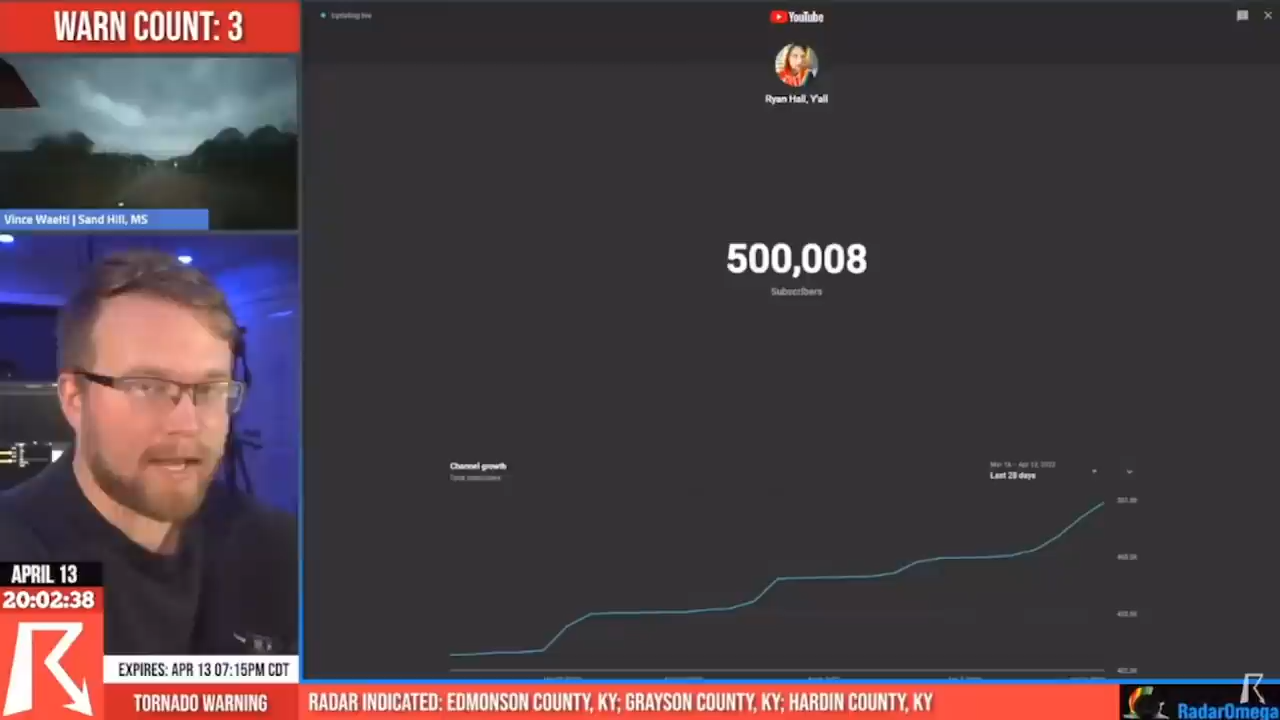 WARN COUNT: 3
Updating live
YouTube
Ryan Hall, Y'all
Vince Waelti | Sand Hill, MS
500,008
Subscribers
Channel growth
Last 28 days
APRIL 13
20:02:38
EXPIRES: APR 13 07:15PM CDT
TORNADO WARNING
RADAR INDICATED: EDMONSON COUNTY, KY; GRAYSON COUNTY, KY; HARDIN COUNTY, KY
RadarOmega